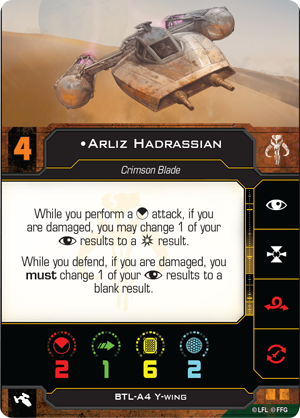 4
•Arliz Hadrassian
Crimson Blade
While you perform a attack, if you
are damaged, you may change 1 of your
results to a result.
While you defend, if you are damaged, you
must change 1 of your results to a
blank result.
2 1 6 2
BTL-A4 Y-wing
© LFL © FFG